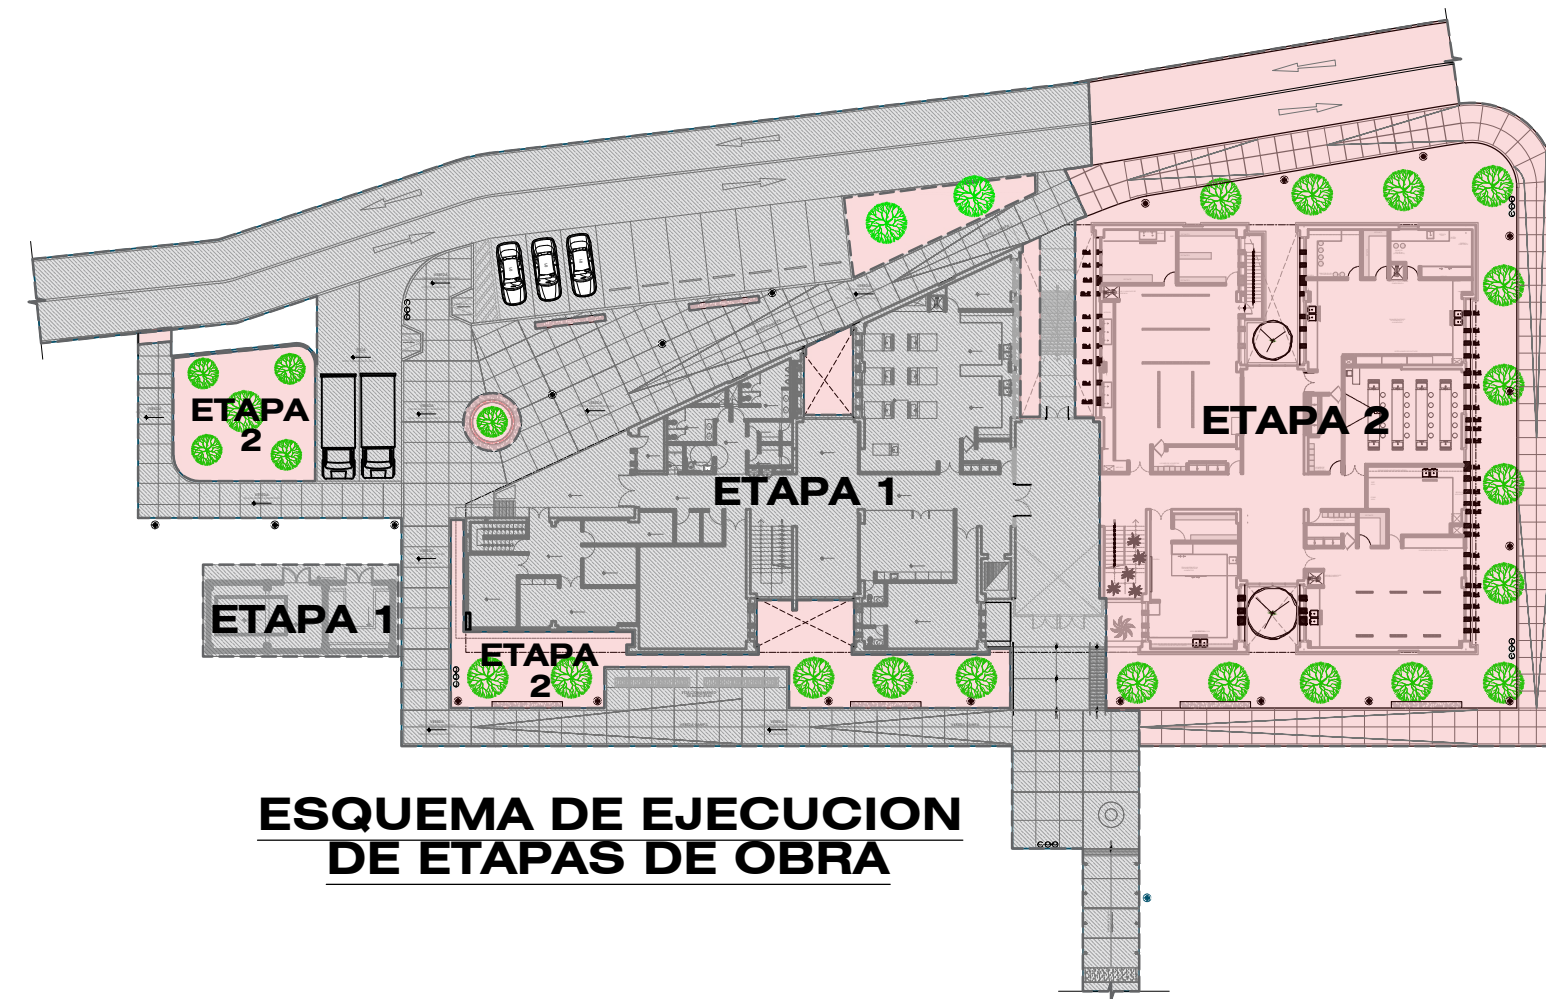 ETAPA
2
ETAPA 2
ETAPA 1
ETAPA 1
ETAPA
2
ESQUEMA DE EJECUCION
DE ETAPAS DE OBRA